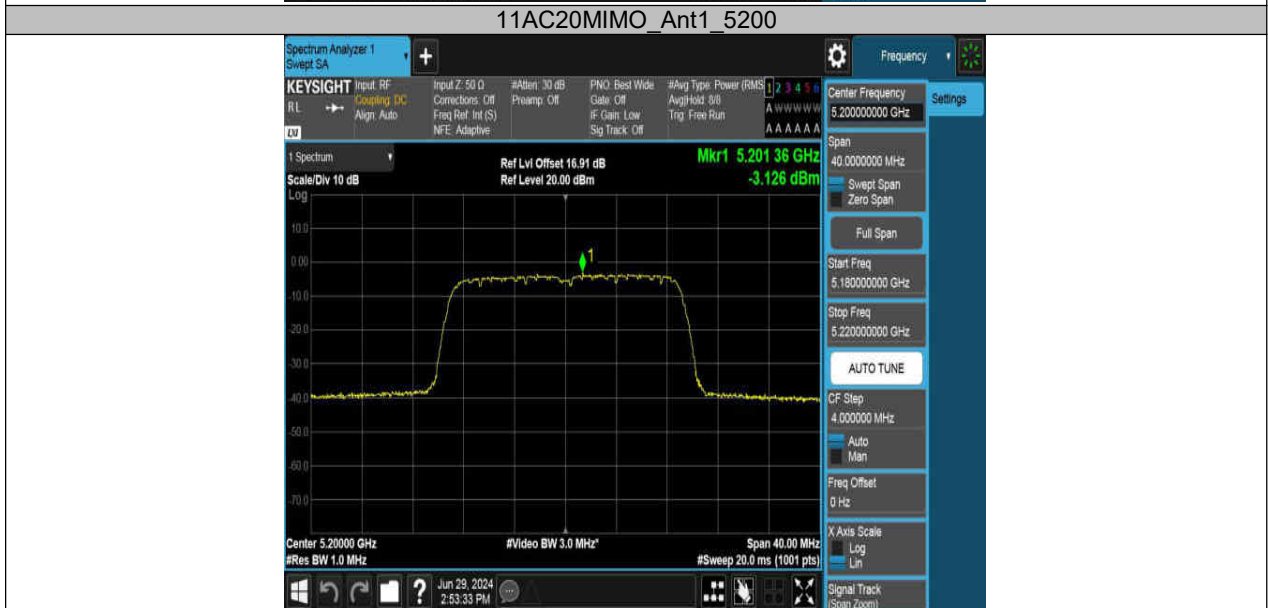 11AC20MIMO_Ant1_5200
Spectrum Analyzer 1
Swept SA
+
Frequency
KEYSIGHT
RL
LXI
Input: RF
Coupling: DC
Align: Auto
Input Z: 50 Ω
Corrections: Off
Freq Ref: Int (S)
NFE: Adaptive
#Atten: 30 dB
Preamp: Off
PNO: Best Wide
Gate: Off
IF Gain: Low
Sig Track: Off
#Avg Type: Power (RMS
Avg|Hold: 8/8
Trig: Free Run
1 2 3 4 5 6
A W W W W W
A A A A A A
Center Frequency
5.200000000 GHz
Settings
1 Spectrum
Scale/Div 10 dB
Log
Ref Lvl Offset 16.91 dB
Ref Level 20.00 dBm
Mkr1 5.201 36 GHz
-3.126 dBm
Span
40.0000000 MHz
Swept Span
Zero Span
Full Span
Start Freq
5.180000000 GHz
Stop Freq
5.220000000 GHz
AUTO TUNE
CF Step
4.000000 MHz
Auto
Man
Freq Offset
0 Hz
X Axis Scale
Log
Lin
Signal Track
(Span Zoom)
10.0
0.00
-10.0
-20.0
-30.0
-40.0
-50.0
-60.0
-70.0
1
Center 5.20000 GHz
#Res BW 1.0 MHz
#Video BW 3.0 MHz*
Span 40.00 MHz
#Sweep 20.0 ms (1001 pts)
?
Jun 29, 2024
2:53:33 PM